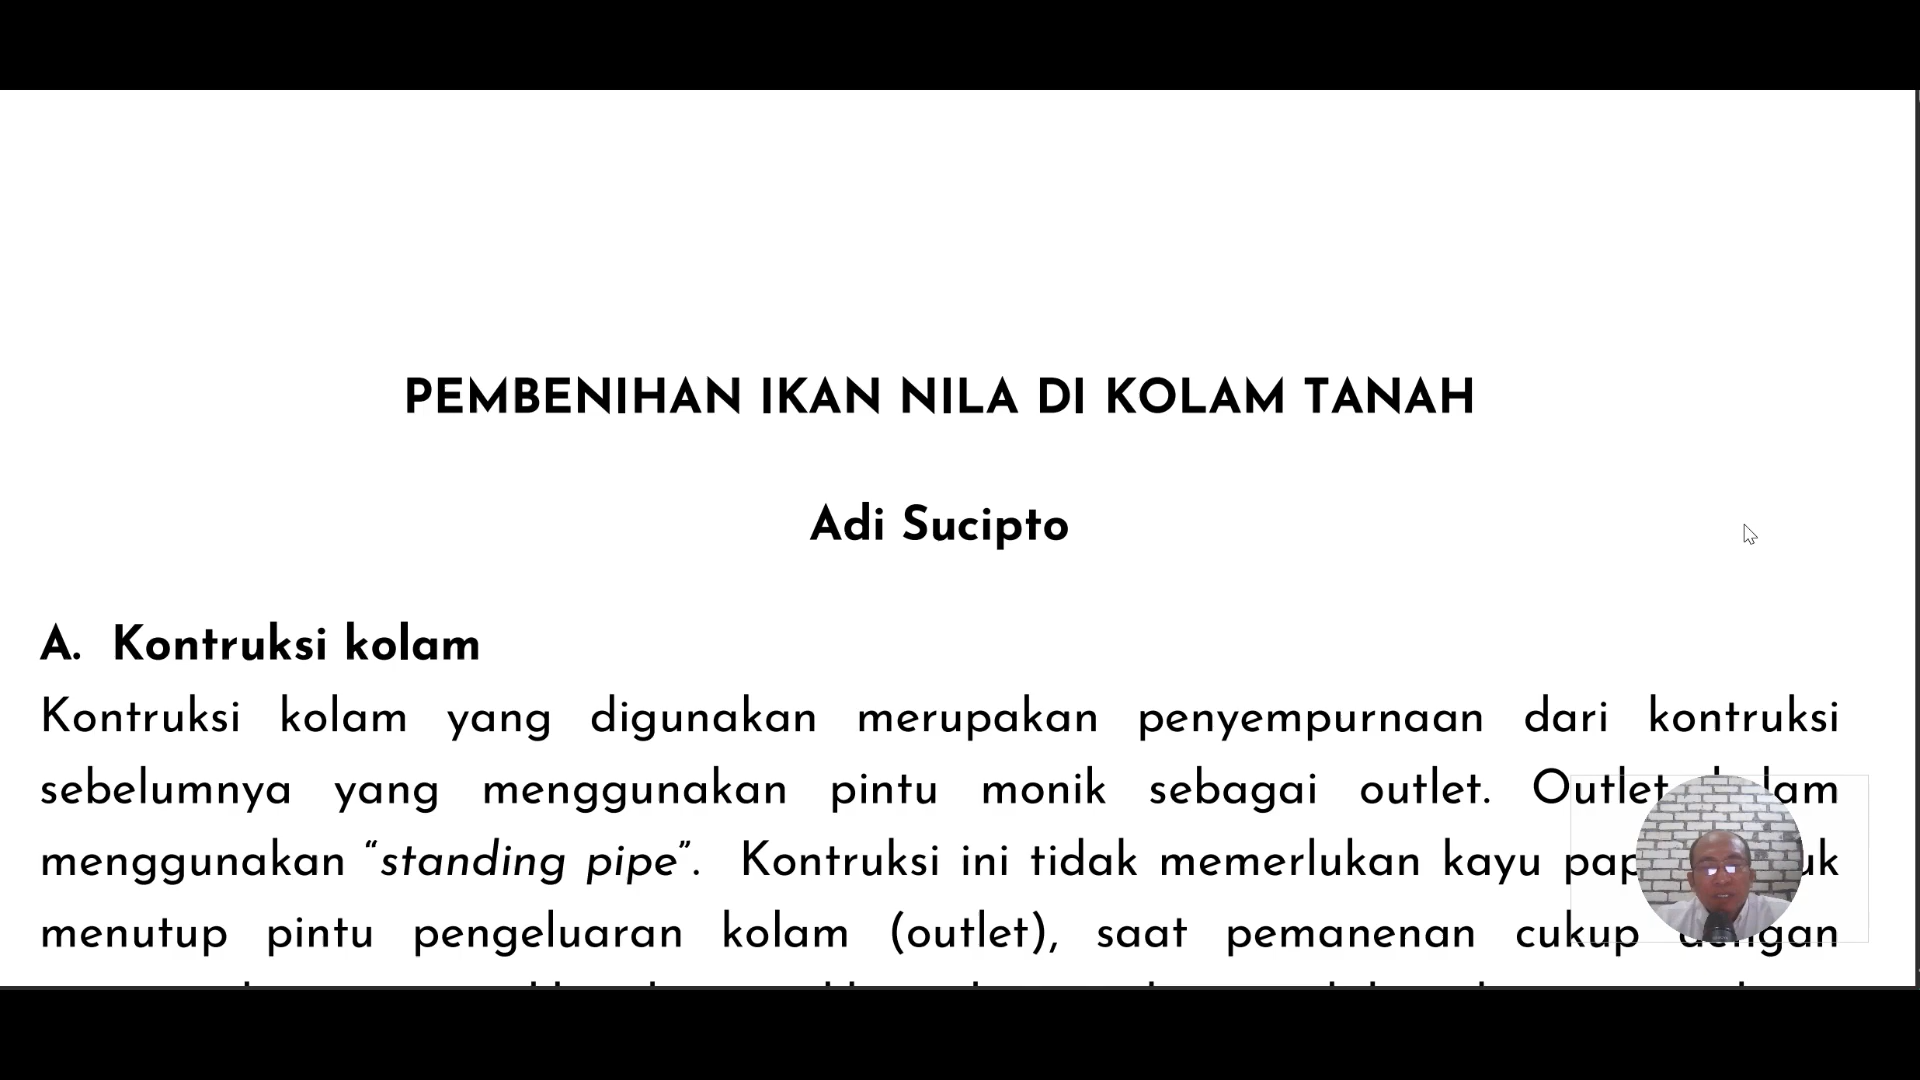 PEMBENIHAN IKAN NILA DI KOLAM TANAH
Adi Sucipto
A. Kontruksi kolam
Kontruksi kolam yang digunakan merupakan penyempurnaan dari kontruksi
sebelumnya yang menggunakan pintu monik sebagai outlet. Outlet
menggunakan “standing pipe”. Kontruksi ini tidak memerlukan kayu
menutup pintu pengeluaran kolam (outlet), saat pemanenan cukup